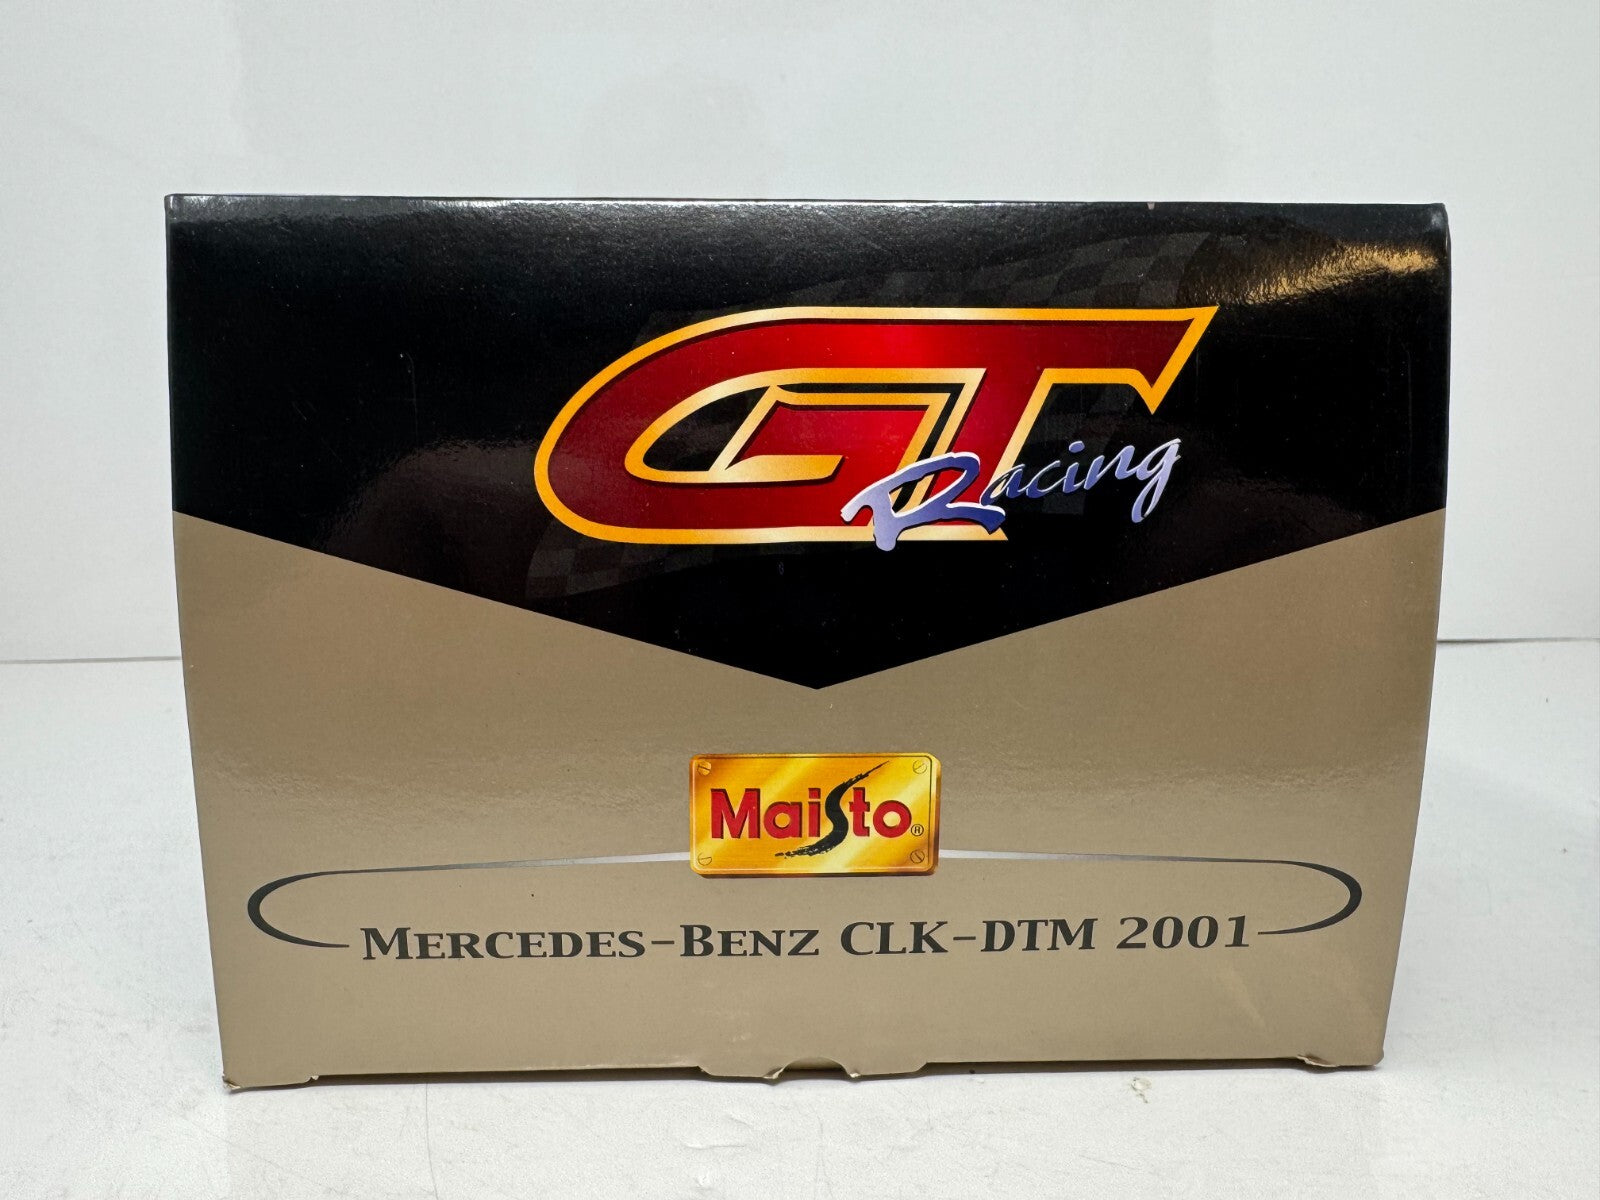 GT
Racing
Maisto®
MERCEDES-BENZ CLK-DTM 2001